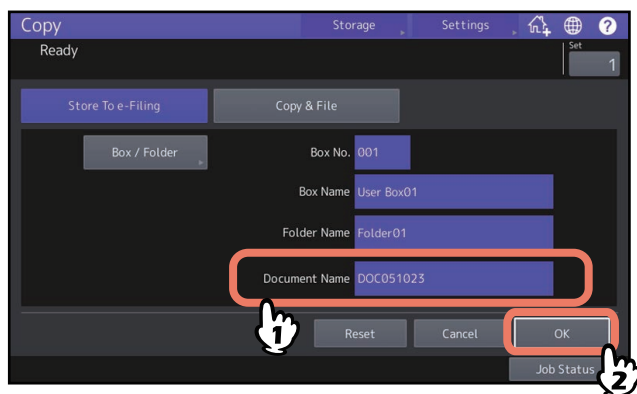 Copy Storage Settings ?
Ready Set
1
Store To e-Filing Copy & File
Box / Folder Box No. 001
Box Name User Box01
Folder Name Folder01
Document Name DOC051023
1
Reset Cancel OK
Job Status
2